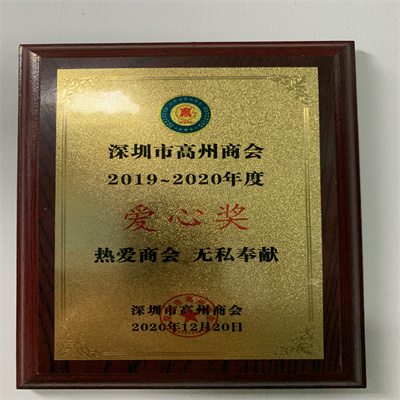 深圳市高州商会
2019~2020年度
爱心奖
热爱商会 无私奉献
深圳市高州商会
2020年12月20日